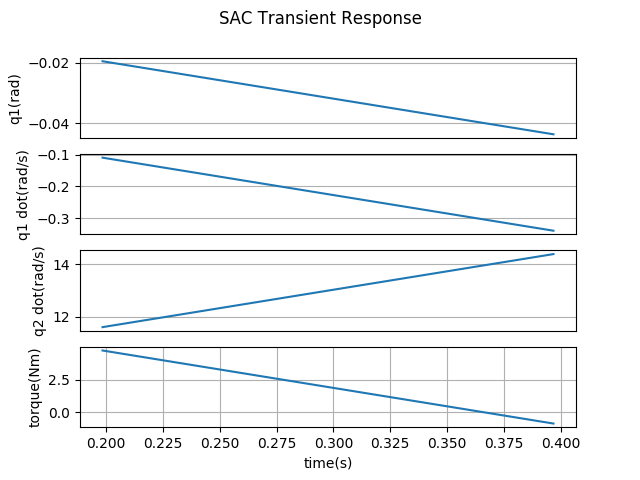 SAC Transient Response
−0.02
−0.04
q1(rad)
−0.1
−0.2
−0.3
q1 dot(rad/s)
14
12
q2 dot(rad/s)
2.5
0.0
torque(Nm)
0.200 0.225 0.250 0.275 0.300 0.325 0.350 0.375 0.400
time(s)